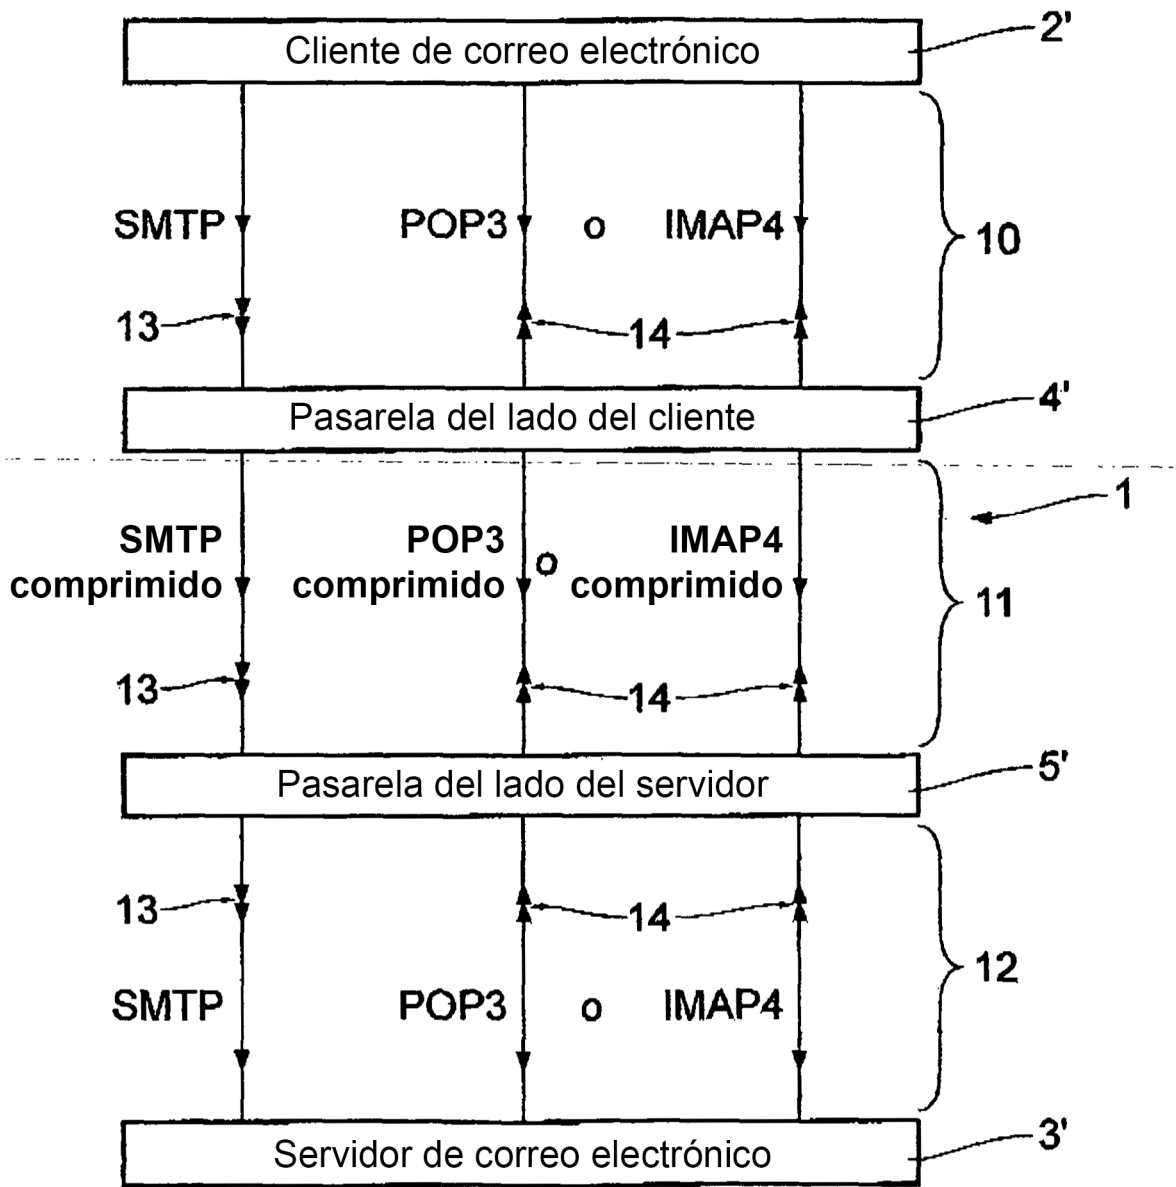 Cliente de correo electrónico
2'
SMTP
POP3 o IMAP4
10
13
14
Pasarela del lado del cliente
4'
1
SMTP
comprimido
POP3
comprimido
o
IMAP4
comprimido
11
13
14
Pasarela del lado del servidor
5'
13
14
SMTP
POP3 o IMAP4
12
Servidor de correo electrónico
3'